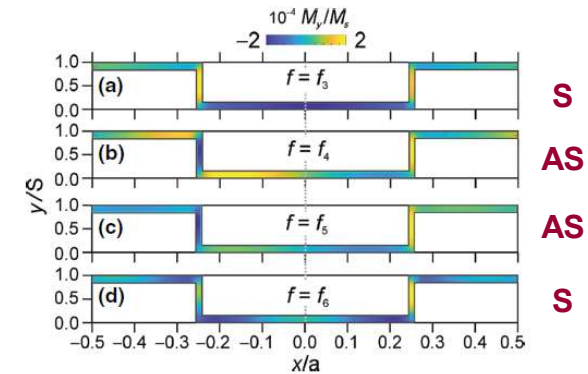 10⁻⁴ M_y/M_s
−2 2
1.0
0.5
0.0
(a)
f = f₃
S
1.0
0.5
0.0
(b)
f = f₄
AS
y/S
1.0
0.5
0.0
(c)
f = f₅
AS
1.0
0.5
0.0
(d)
f = f₆
S
−0.5 −0.4 −0.3 −0.2 −0.1 0.0 0.1 0.2 0.3 0.4 0.5
x/a